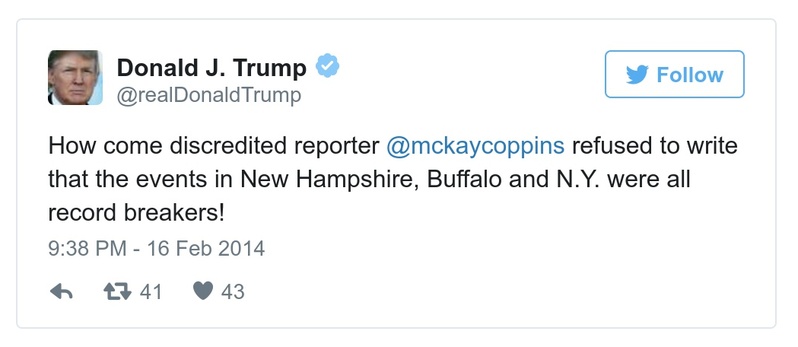 Donald J. Trump
@realDonaldTrump
Follow
How come discredited reporter @mckaycoppins refused to write
that the events in New Hampshire, Buffalo and N.Y. were all
record breakers!
9:38 PM - 16 Feb 2014
41 43